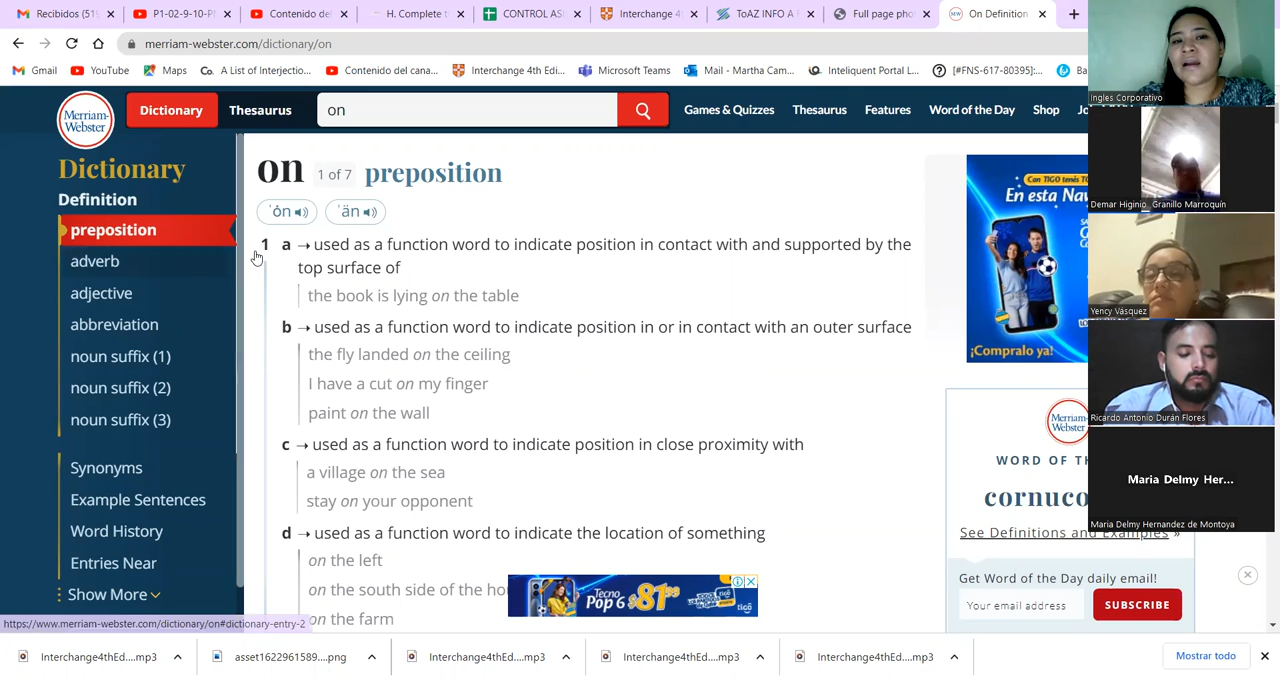 Recibidos (51
P1-02-9-10-P
Contenido de
H. Complete t
CONTROL AS
Interchange 4
ToAZ INFO A
Full page pho
On Definition
merriam-webster.com/dictionary/on
Gmail
YouTube
Maps
A List of Interjectio...
Contenido del cana...
Interchange 4th Edi...
Microsoft Teams
Mail - Martha Cam...
Inteliquent Portal L...
[#FNS-617-80395]:...
Ba
Ingles Corporativo
Merriam-
Webster
Dictionary
Thesaurus
on
Games & Quizzes
Thesaurus
Features
Word of the Day
Shop
Jo
Dictionary
Definition
preposition
adverb
adjective
abbreviation
noun suffix (1)
noun suffix (2)
noun suffix (3)
Synonyms
Example Sentences
Word History
Entries Near
Show More
on 1 of 7 preposition
ˈȯn
ˈän
1 a → used as a function word to indicate position in contact with and supported by the
top surface of
the book is lying on the table
b → used as a function word to indicate position in or in contact with an outer surface
the fly landed on the ceiling
I have a cut on my finger
paint on the wall
c → used as a function word to indicate position in close proximity with
a village on the sea
stay on your opponent
d → used as a function word to indicate the location of something
on the left
on the south side of the ho
on the farm
Tecno
Pop 6
$81.99
tigo
Can TIGO tenés TO
En esta Nav
¡Compralo ya!
Demar Higinio Granillo Marroquín
Yency Vásquez
Ricardo Antonio Durán Flores
Maria Delmy Her...
Maria Delmy Hernandez de Montoya
Merriam-
Webster
WORD OF TH
cornuco
See Definitions and Examples »
Get Word of the Day daily email!
Your email address
SUBSCRIBE
https://www.merriam-webster.com/dictionary/on#dictionary-entry-2
Interchange4thEd....mp3
asset1622961589....png
Interchange4thEd....mp3
Interchange4thEd....mp3
Interchange4thEd....mp3
Mostrar todo